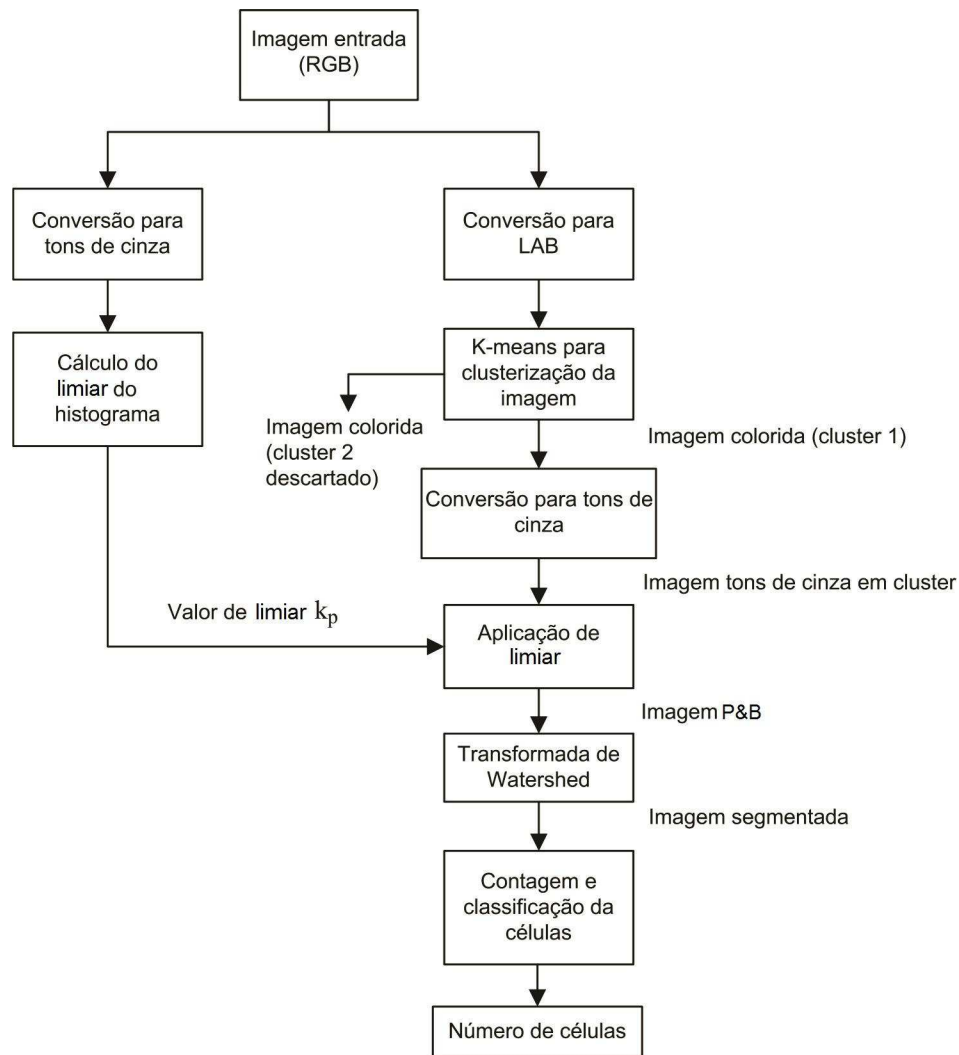 Imagem entrada
(RGB)
Conversão para
tons de cinza
Conversão para
LAB
Cálculo do
limiar do
histograma
K-means para
clusterização da
imagem
Imagem colorida
(cluster 2
descartado)
Imagem colorida (cluster 1)
Conversão para tons de
cinza
Imagem tons de cinza em cluster
Valor de limiar kp
Aplicação de
limiar
Imagem P&B
Transformada de
Watershed
Imagem segmentada
Contagem e
classificação da
células
Número de células